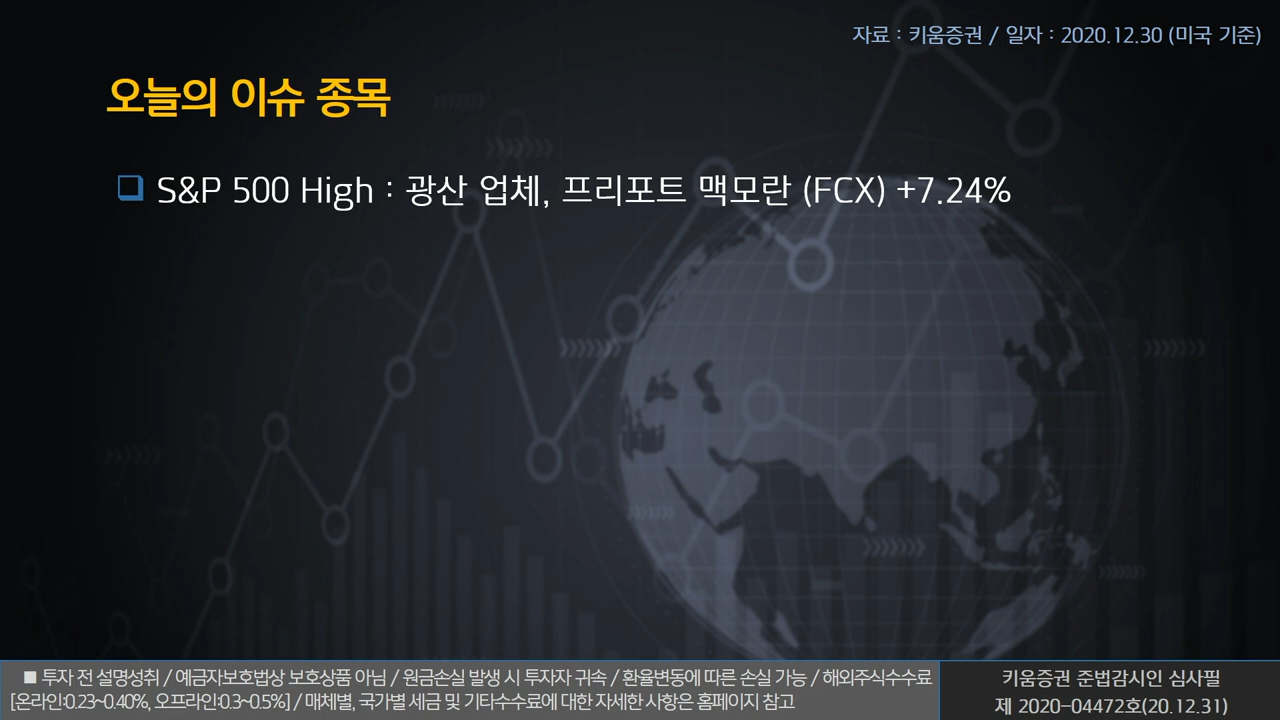 자료 : 키움증권 / 일자 : 2020.12.30 (미국 기준)
오늘의 이슈 종목
❑ S&P 500 High : 광산 업체, 프리포트 맥모란 (FCX) +7.24%
■ 투자 전 설명성취 / 예금자보호법상 보호상품 아님 / 원금손실 발생 시 투자자 귀속 / 환율변동에 따른 손실 가능 / 해외주식수수료
[온라인:0.23~0.40%, 오프라인:0.3~0.5%] / 매체별, 국가별 세금 및 기타수수료에 대한 자세한 사항은 홈페이지 참고
키움증권 준법감시인 심사필
제 2020-04472호(20.12.31)